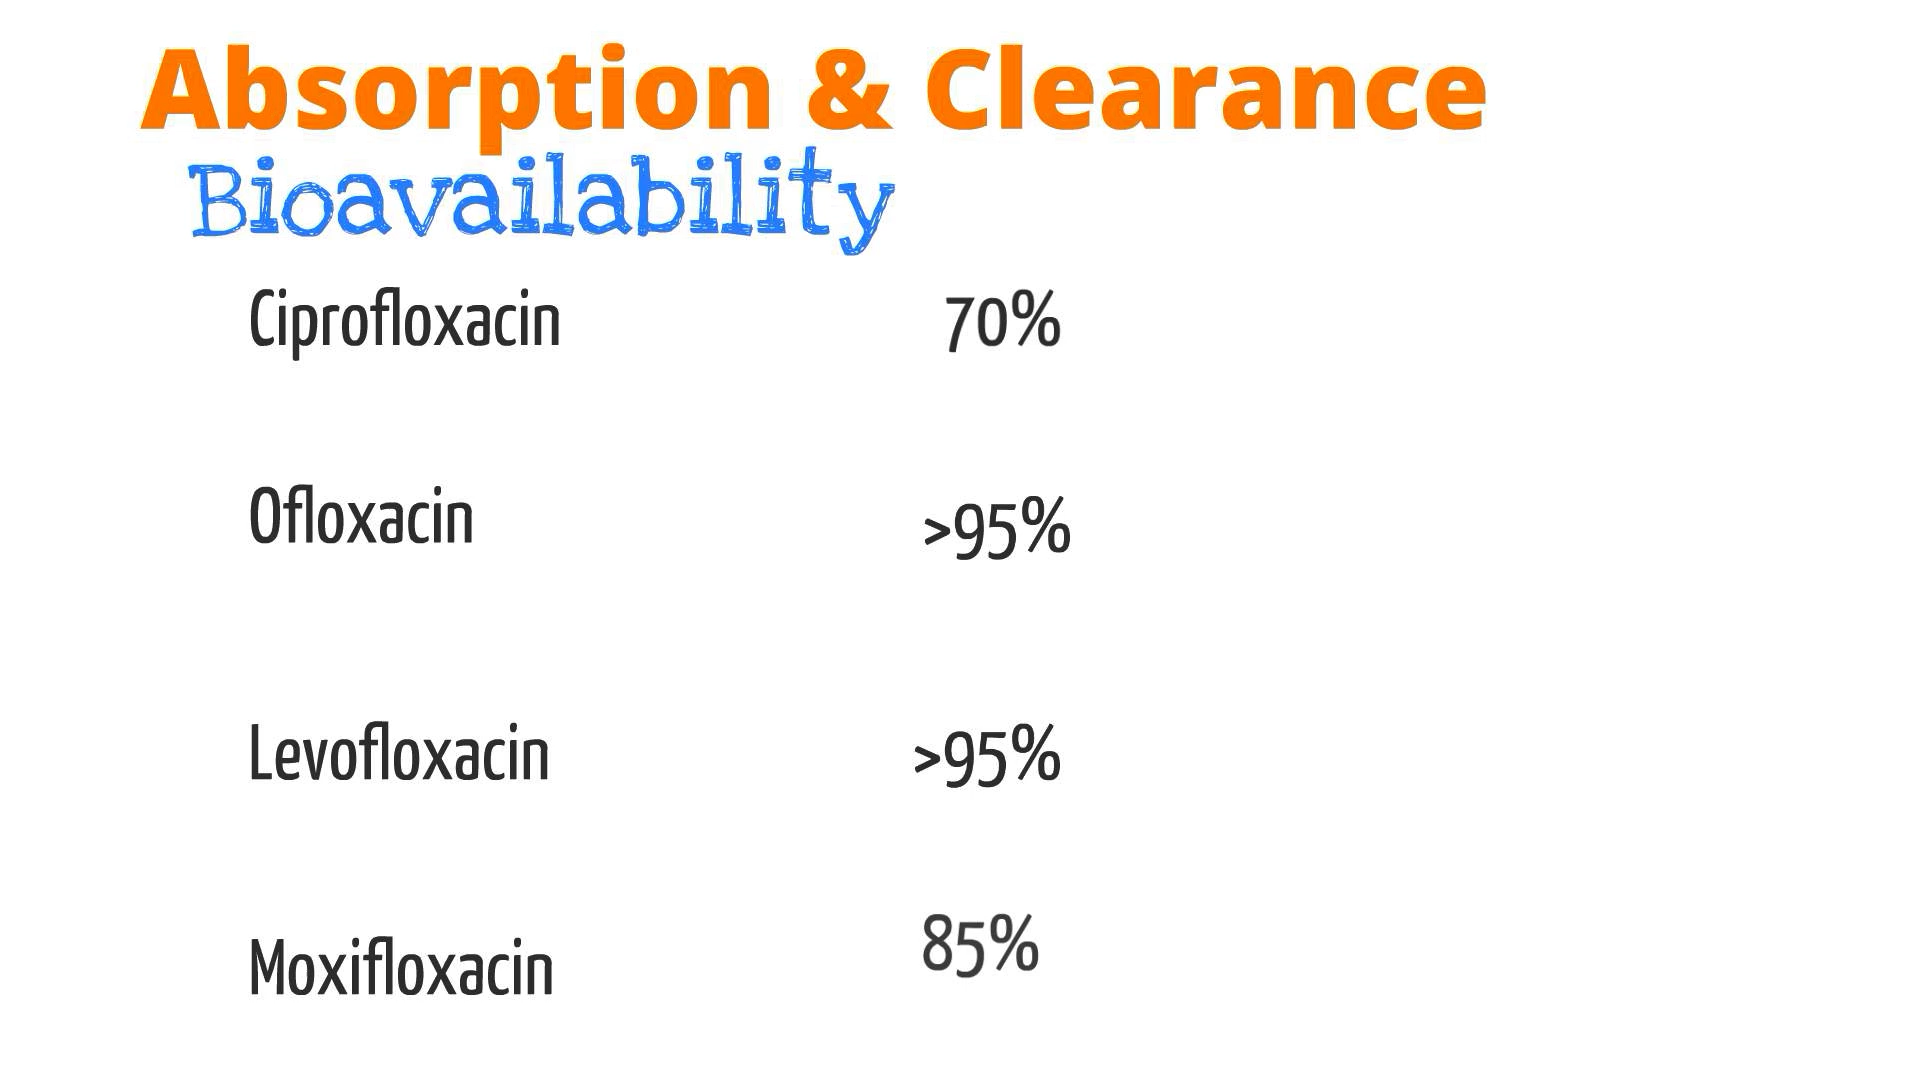 Absorption & Clearance
Bioavailability
Ciprofloxacin 70%
Ofloxacin >95%
Levofloxacin >95%
Moxifloxacin 85%